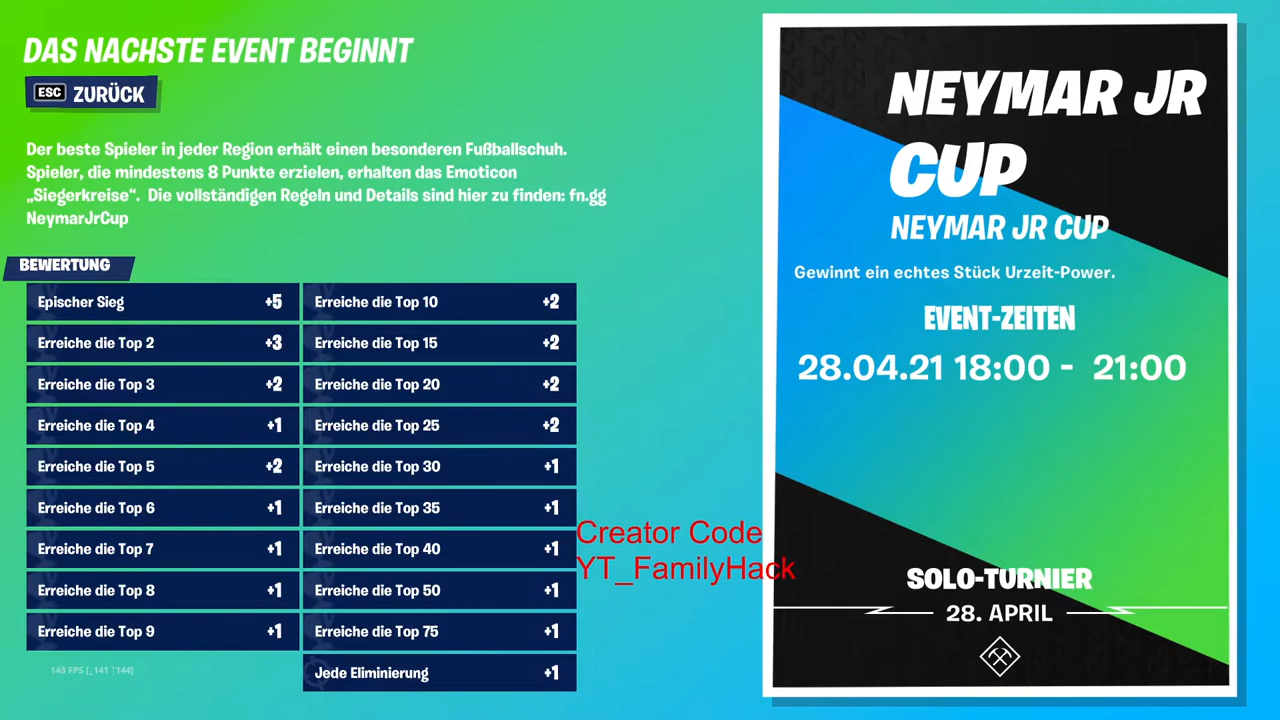 DAS NACHSTE EVENT BEGINNT
ESC ZURÜCK
Der beste Spieler in jeder Region erhält einen besonderen Fußballschuh.
Spieler, die mindestens 8 Punkte erzielen, erhalten das Emoticon
„Siegerkreise“. Die vollständigen Regeln und Details sind hier zu finden: fn.gg
NeymarJrCup
BEWERTUNG
Epischer Sieg +5
Erreiche die Top 2 +3
Erreiche die Top 3 +2
Erreiche die Top 4 +1
Erreiche die Top 5 +2
Erreiche die Top 6 +1
Erreiche die Top 7 +1
Erreiche die Top 8 +1
Erreiche die Top 9 +1
Erreiche die Top 10 +2
Erreiche die Top 15 +2
Erreiche die Top 20 +2
Erreiche die Top 25 +2
Erreiche die Top 30 +1
Erreiche die Top 35 +1
Erreiche die Top 40 +1
Erreiche die Top 50 +1
Erreiche die Top 75 +1
Jede Eliminierung +1
145 FPS [↓141 ↑144]
Creator Code
YT_FamilyHack
NEYMAR JR
CUP
NEYMAR JR CUP
Gewinnt ein echtes Stück Urzeit-Power.
EVENT-ZEITEN
28.04.21 18:00 - 21:00
SOLO-TURNIER
28. APRIL